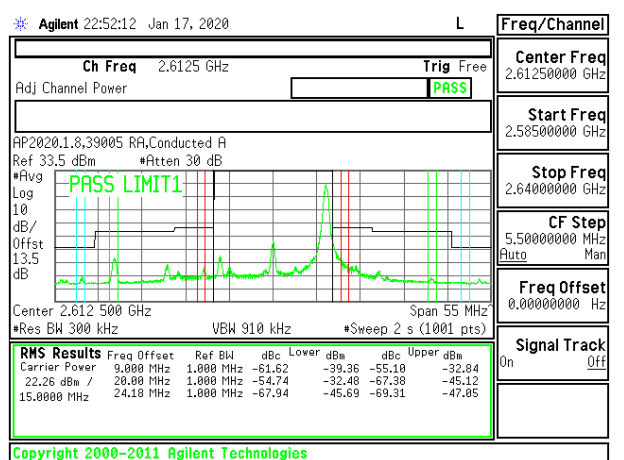 Agilent 22:52:12 Jan 17, 2020 L
Freq/Channel
Ch Freq 2.6125 GHz Trig Free
Adj Channel Power PASS
AP2020.1.8,39005 RA,Conducted A
Ref 33.5 dBm #Atten 30 dB
#Avg
Log
10
dB/
Offst
13.5
dB
PASS LIMIT1
Center 2.612 500 GHz Span 55 MHz^
#Res BW 300 kHz VBW 910 kHz #Sweep 2 s (1001 pts)
RMS Results Freq Offset Ref BW dBc Lower dBm dBc Upper dBm
Carrier Power 9.000 MHz 1.000 MHz -61.62 -39.36 -55.10 -32.84
22.26 dBm / 20.00 MHz 1.000 MHz -54.74 -32.48 -67.38 -45.12
15.0000 MHz 24.18 MHz 1.000 MHz -67.94 -45.69 -69.31 -47.05
Center Freq
2.61250000 GHz
Start Freq
2.58500000 GHz
Stop Freq
2.64000000 GHz
CF Step
5.50000000 MHz
Auto Man
Freq Offset
0.00000000 Hz
Signal Track
On Off
Copyright 2000-2011 Agilent Technologies